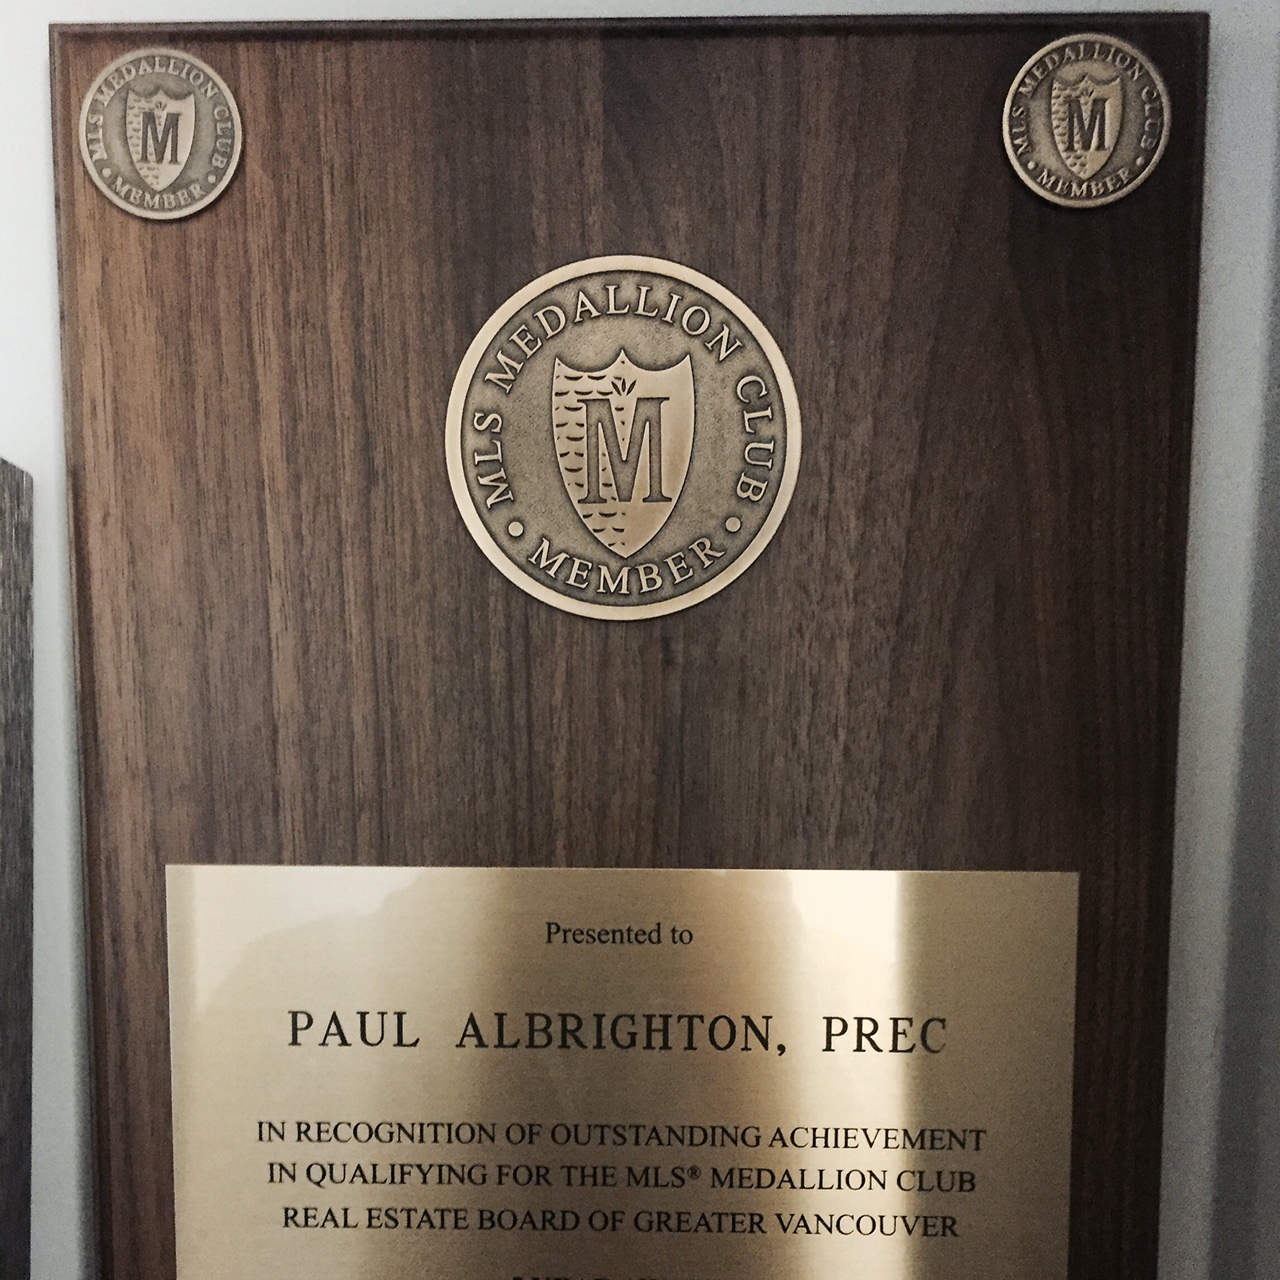 MLS MEDALLION CLUB
M
• MEMBER •
MLS MEDALLION CLUB
M
• MEMBER •
MLS MEDALLION CLUB
M
• MEMBER •
Presented to
PAUL ALBRIGHTON, PREC
IN RECOGNITION OF OUTSTANDING ACHIEVEMENT
IN QUALIFYING FOR THE MLS® MEDALLION CLUB
REAL ESTATE BOARD OF GREATER VANCOUVER